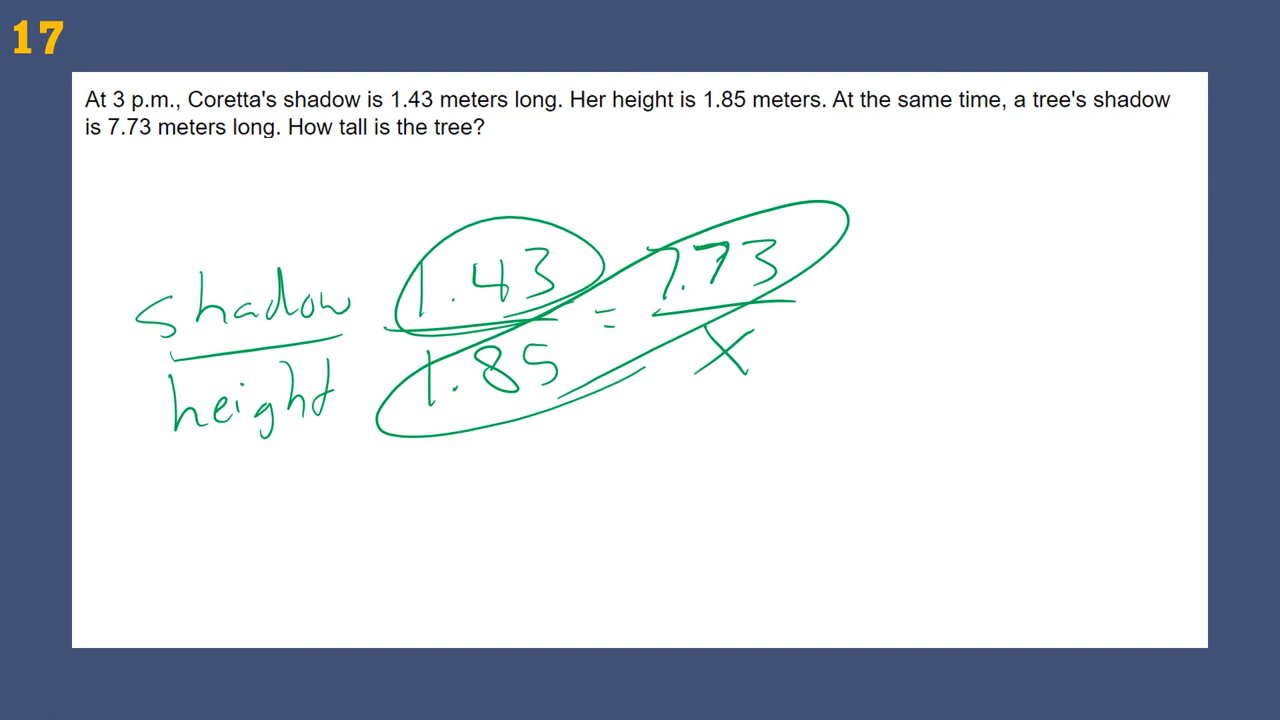 17
At 3 p.m., Coretta's shadow is 1.43 meters long. Her height is 1.85 meters. At the same time, a tree's shadow
is 7.73 meters long. How tall is the tree?
shadow 1.43 = 7.73
height 1.85 x